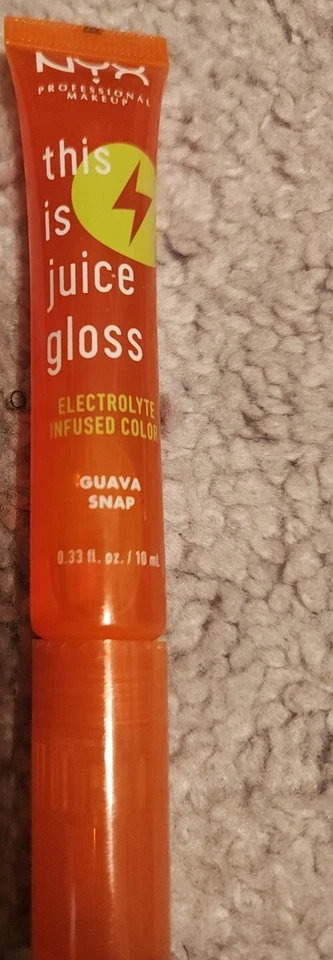 NYX
PROFESSIONAL
MAKEUP
this
is
juice
gloss
ELECTROLYTE
INFUSED COLOR
GUAVA
SNAP
0.33 fl. oz. / 10 mL